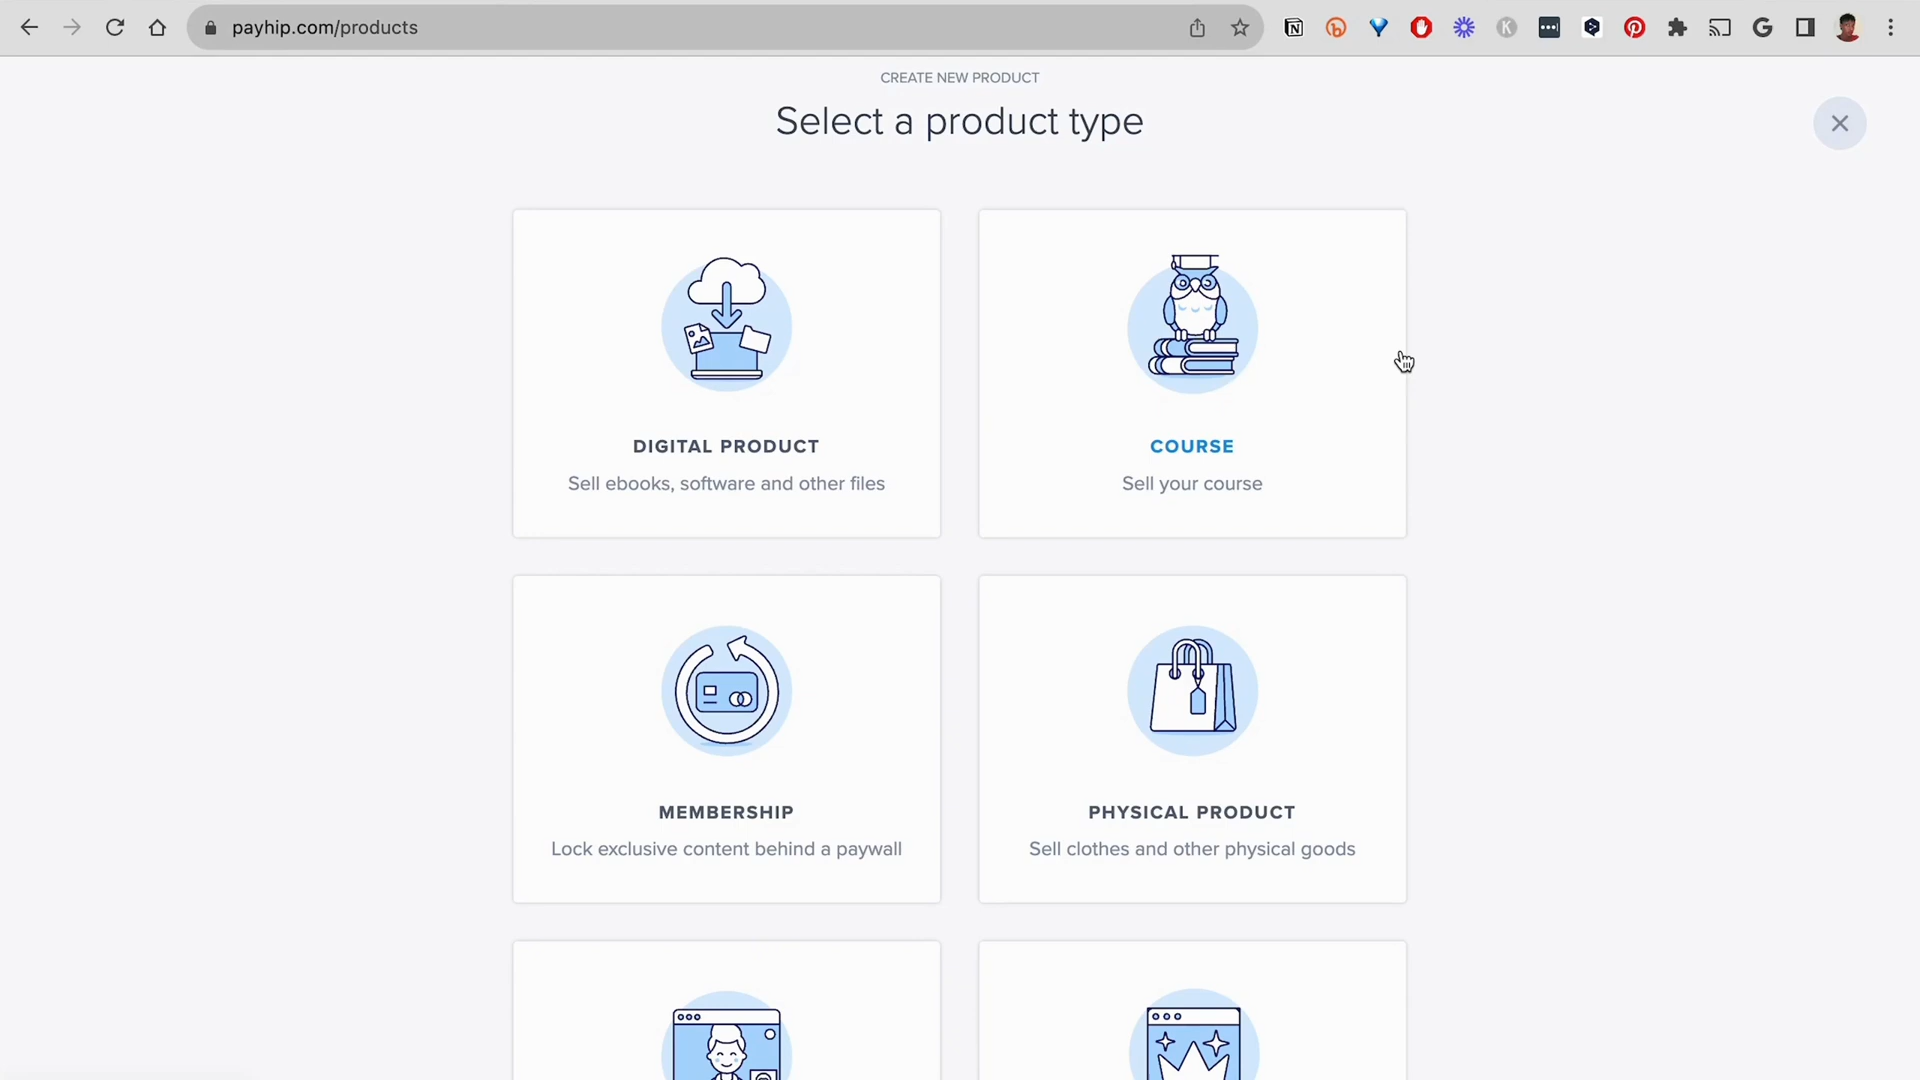 payhip.com/products
CREATE NEW PRODUCT
Select a product type
DIGITAL PRODUCT
Sell ebooks, software and other files
COURSE
Sell your course
MEMBERSHIP
Lock exclusive content behind a paywall
PHYSICAL PRODUCT
Sell clothes and other physical goods